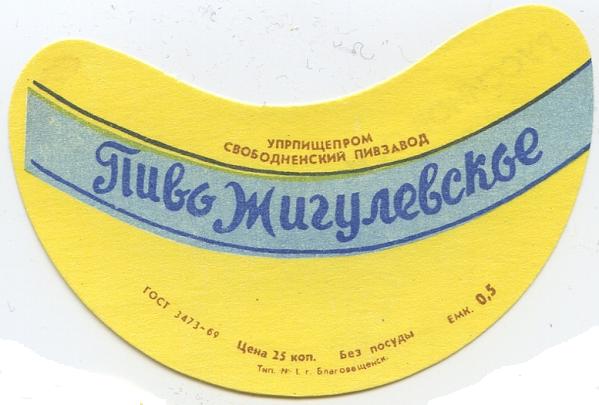 УПРПИЩЕПРОМ
СВОБОДНЕНСКИЙ ПИВЗАВОД
Пиво Жигулевское
ГОСТ 3473-69 Цена 25 коп. Без посуды ЕМК. 0,5
Тип. № 1, г. Благовещенск.